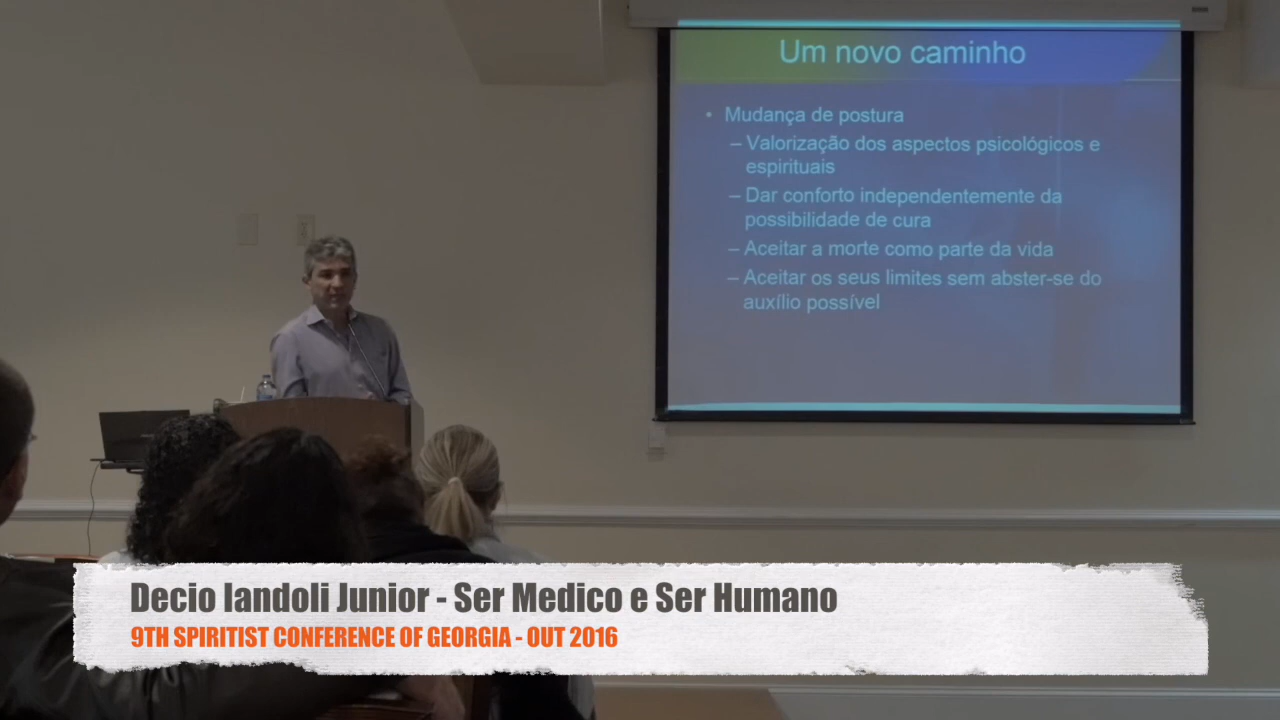 Um novo caminho
• Mudança de postura
– Valorização dos aspectos psicológicos e
espirituais
– Dar conforto independentemente da
possibilidade de cura
– Aceitar a morte como parte da vida
– Aceitar os seus limites sem abster-se do
auxílio possível
Decio Iandoli Junior - Ser Medico e Ser Humano
9TH SPIRITIST CONFERENCE OF GEORGIA - OUT 2016